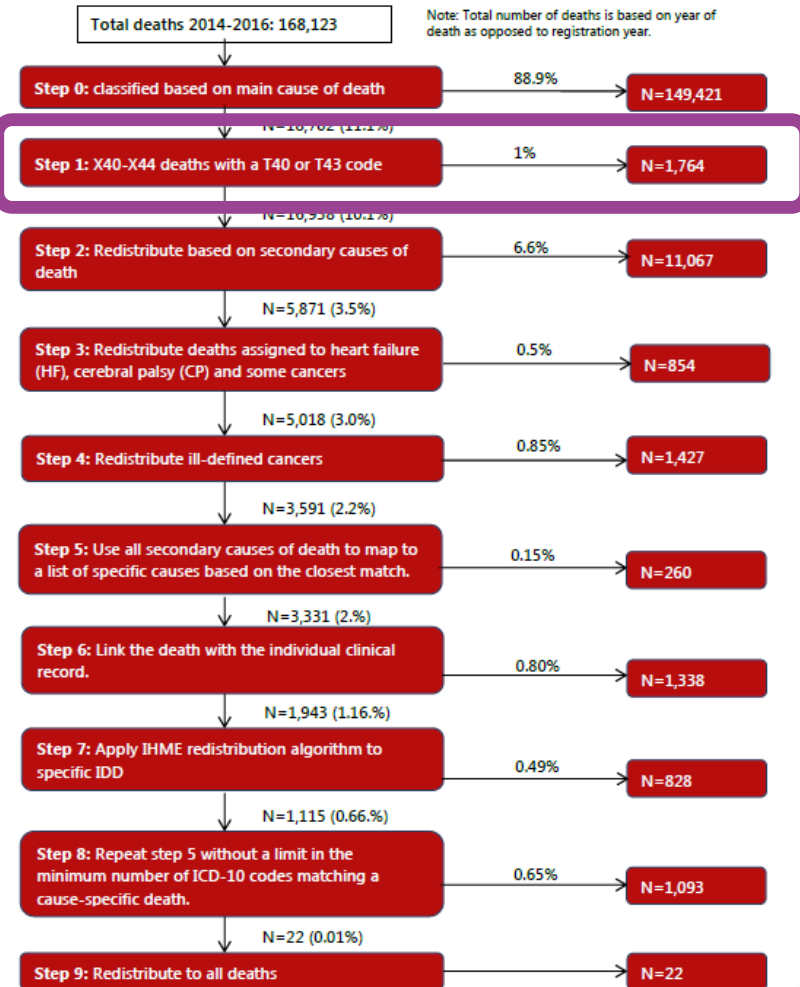 Total deaths 2014-2016: 168,123
Note: Total number of deaths is based on year of
death as opposed to registration year.
Step 0: classified based on main cause of death
88.9%
N=149,421
N=18,702 (11.1%)
Step 1: X40-X44 deaths with a T40 or T43 code
1%
N=1,764
N=16,938 (10.1%)
Step 2: Redistribute based on secondary causes of
death
6.6%
N=11,067
N=5,871 (3.5%)
Step 3: Redistribute deaths assigned to heart failure
(HF), cerebral palsy (CP) and some cancers
0.5%
N=854
N=5,018 (3.0%)
Step 4: Redistribute ill-defined cancers
0.85%
N=1,427
N=3,591 (2.2%)
Step 5: Use all secondary causes of death to map to
a list of specific causes based on the closest match.
0.15%
N=260
N=3,331 (2.%)
Step 6: Link the death with the individual clinical
record.
0.80%
N=1,338
N=1,943 (1.16.%)
Step 7: Apply IHME redistribution algorithm to
specific IDD
0.49%
N=828
N=1,115 (0.66.%)
Step 8: Repeat step 5 without a limit in the
minimum number of ICD-10 codes matching a
cause-specific death.
0.65%
N=1,093
N=22 (0.01%)
Step 9: Redistribute to all deaths
N=22